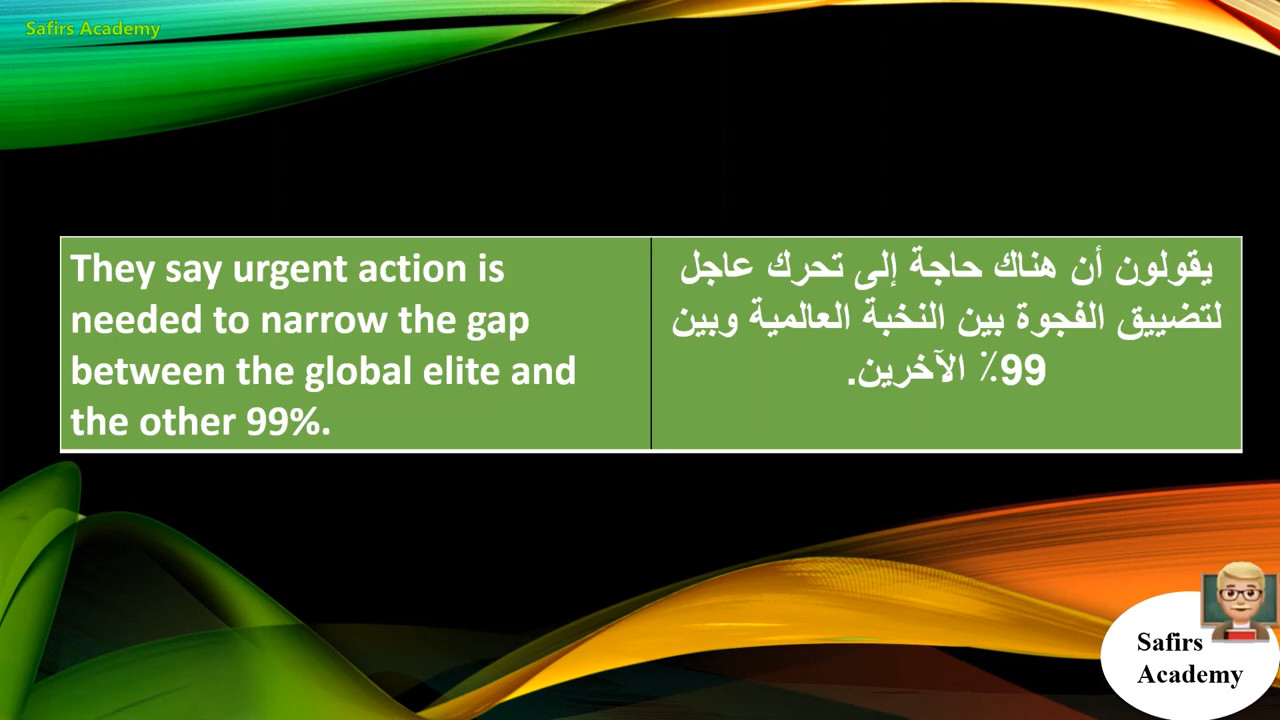 Safirs Academy
They say urgent action is
needed to narrow the gap
between the global elite and
the other 99%.
يقولون أن هناك حاجة إلى تحرك عاجل
لتضييق الفجوة بين النخبة العالمية وبين
99٪ الآخرين.
Safirs
Academy